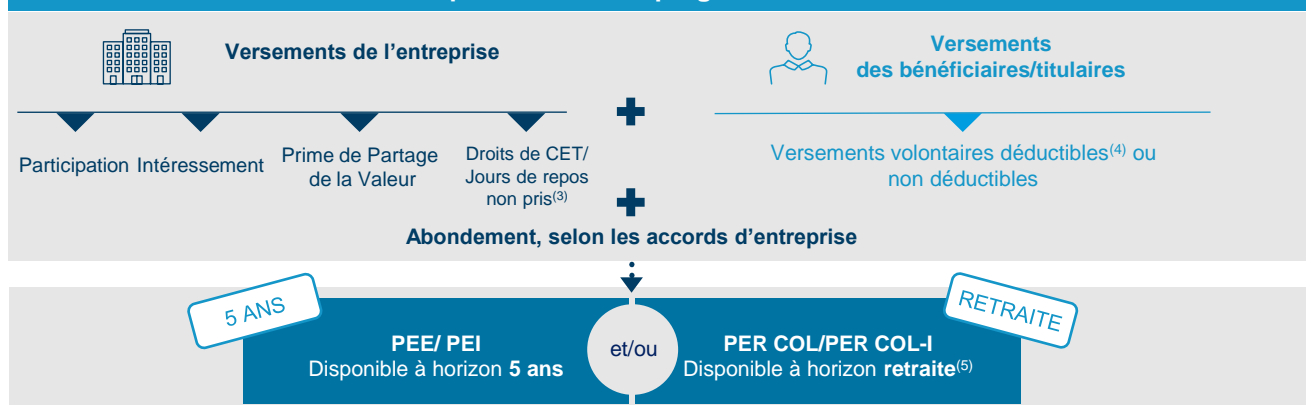 Versements de l'entreprise
Participation
Intéressement
Prime de Partage
de la Valeur
Droits de CET/
Jours de repos
non pris(3)
Versements
des bénéficiaires/titulaires
Versements volontaires déductibles(4) ou
non déductibles
Abondement, selon les accords d'entreprise
5 ANS
PEE/ PEI
Disponible à horizon 5 ans
et/ou
RETRAITE
PER COL/PER COL-I
Disponible à horizon retraite(5)